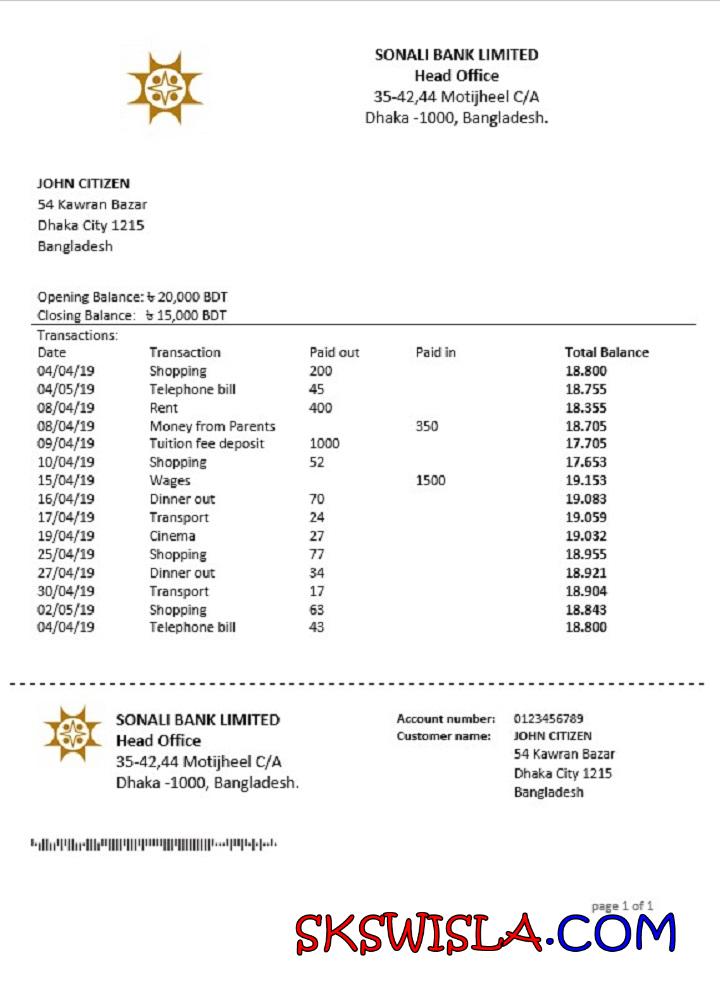 SONALI BANK LIMITED
Head Office
35-42,44 Motijheel C/A
Dhaka -1000, Bangladesh.
JOHN CITIZEN
54 Kawran Bazar
Dhaka City 1215
Bangladesh
Opening Balance: ৳ 20,000 BDT
Closing Balance: ৳ 15,000 BDT
Transactions:
Date Transaction Paid out Paid in Total Balance
04/04/19 Shopping 200 18.800
04/05/19 Telephone bill 45 18.755
08/04/19 Rent 400 18.355
08/04/19 Money from Parents 350 18.705
09/04/19 Tuition fee deposit 1000 17.705
10/04/19 Shopping 52 17.653
15/04/19 Wages 1500 19.153
16/04/19 Dinner out 70 19.083
17/04/19 Transport 24 19.059
19/04/19 Cinema 27 19.032
25/04/19 Shopping 77 18.955
27/04/19 Dinner out 34 18.921
30/04/19 Transport 17 18.904
02/05/19 Shopping 63 18.843
04/04/19 Telephone bill 43 18.800
SONALI BANK LIMITED
Head Office
35-42,44 Motijheel C/A
Dhaka -1000, Bangladesh.
Account number: 0123456789
Customer name: JOHN CITIZEN
54 Kawran Bazar
Dhaka City 1215
Bangladesh
page 1 of 1
SKSWISLA.COM